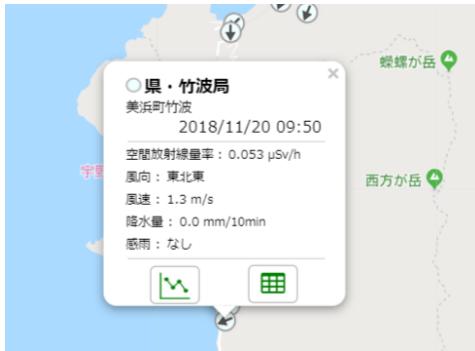 蠑螺が岳
×
○県・竹波局
美浜町竹波
2018/11/20 09:50
空間放射線量率： 0.053 μSv/h
風向： 東北東
風速： 1.3 m/s
降水量： 0.0 mm/10min
感雨： なし
西方が岳
宇